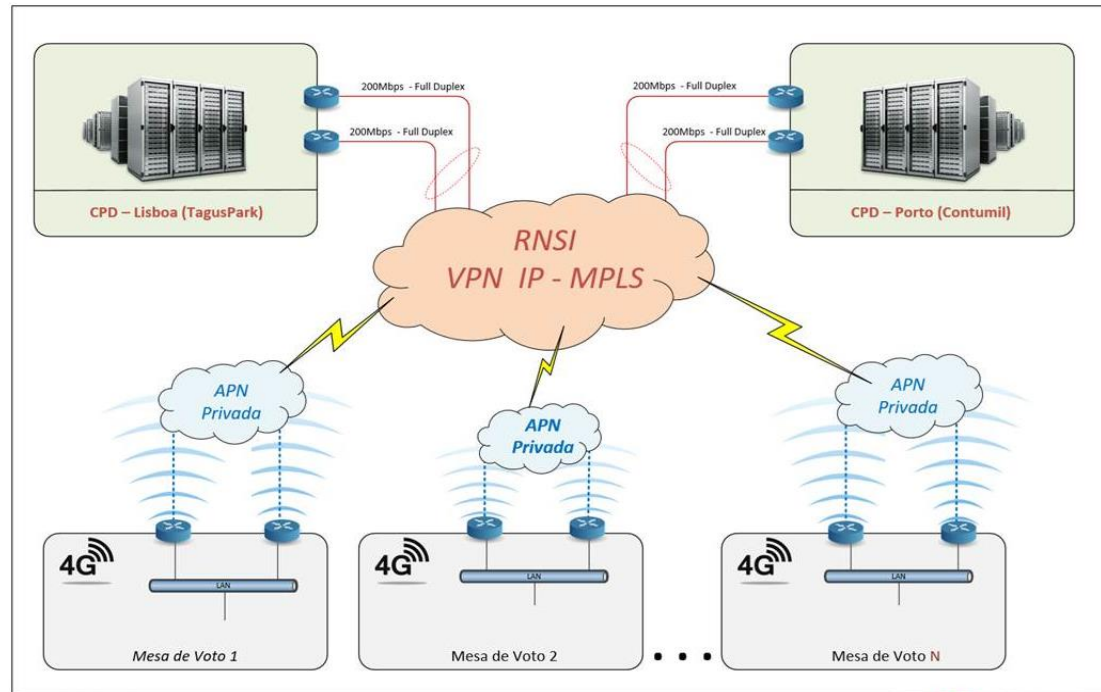 200Mbps - Full Duplex
200Mbps - Full Duplex
CPD – Lisboa (TagusPark)
200Mbps - Full Duplex
200Mbps - Full Duplex
CPD – Porto (Contumil)
RNSI
VPN IP - MPLS
APN
Privada
APN
Privada
APN
Privada
4G
LAN
Mesa de Voto 1
4G
LAN
Mesa de Voto 2
. . .
4G
LAN
Mesa de Voto N